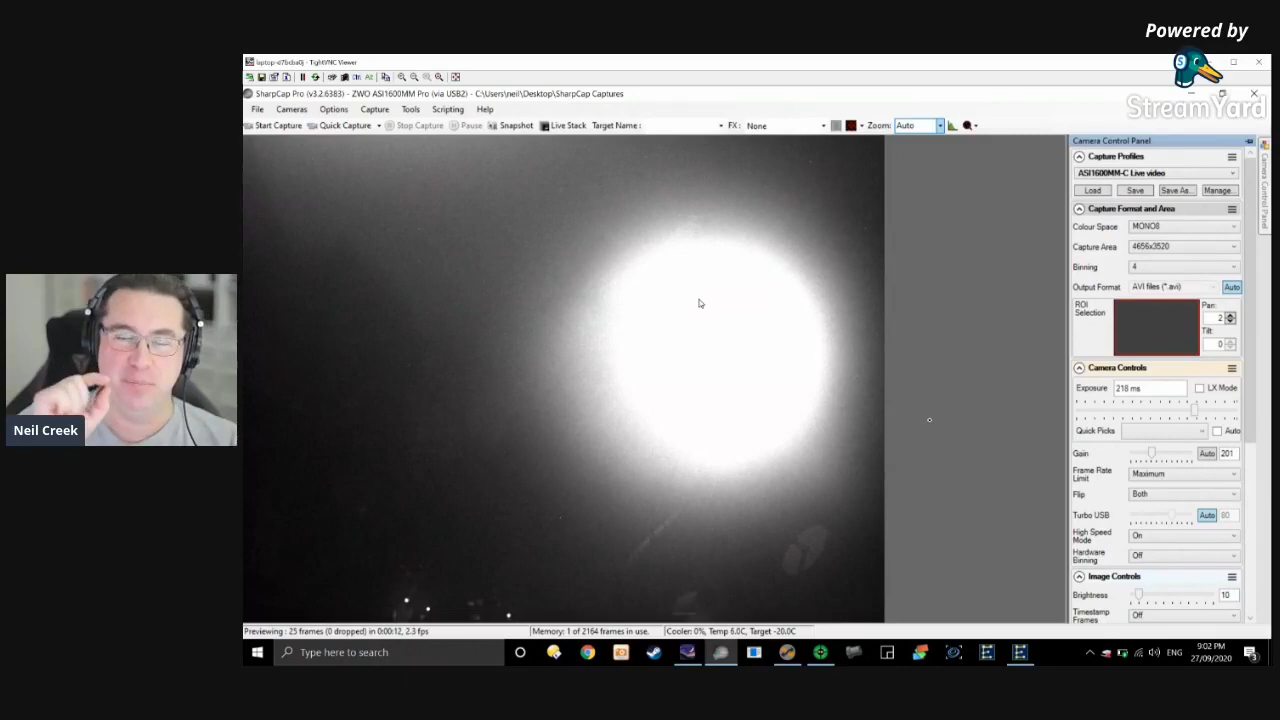 Powered by
StreamYard
laptop-d7bcba0j - TightVNC Viewer
SharpCap Pro (v3.2.6383) - ZWO ASI1600MM Pro (via USB2) - C:\Users\neil\Desktop\SharpCap Captures
File Cameras Options Capture Tools Scripting Help
Start Capture Quick Capture Stop Capture Pause Snapshot Live Stack Target Name : FX: None Zoom: Auto
Camera Control Panel
Capture Profiles
ASI1600MM-C Live video
Load Save Save As... Manage...
Capture Format and Area
Colour Space MONO8
Capture Area 4656x3520
Binning 4
Output Format AVI files (*.avi) Auto
ROI Selection
Pan: 2
Tilt: 0
Camera Controls
Exposure 218 ms LX Mode
Quick Picks Auto
Gain Auto 201
Frame Rate Limit Maximum
Flip Both
Turbo USB Auto 80
High Speed Mode On
Hardware Binning Off
Image Controls
Brightness 10
Timestamp Frames Off
Camera Control Panel
Neil Creek
Previewing : 25 frames (0 dropped) in 0:00:12, 2.3 fps Memory: 1 of 2164 frames in use. Cooler: 0%, Temp 6.0C, Target -20.0C
Type here to search
ENG
9:02 PM
27/09/2020
3